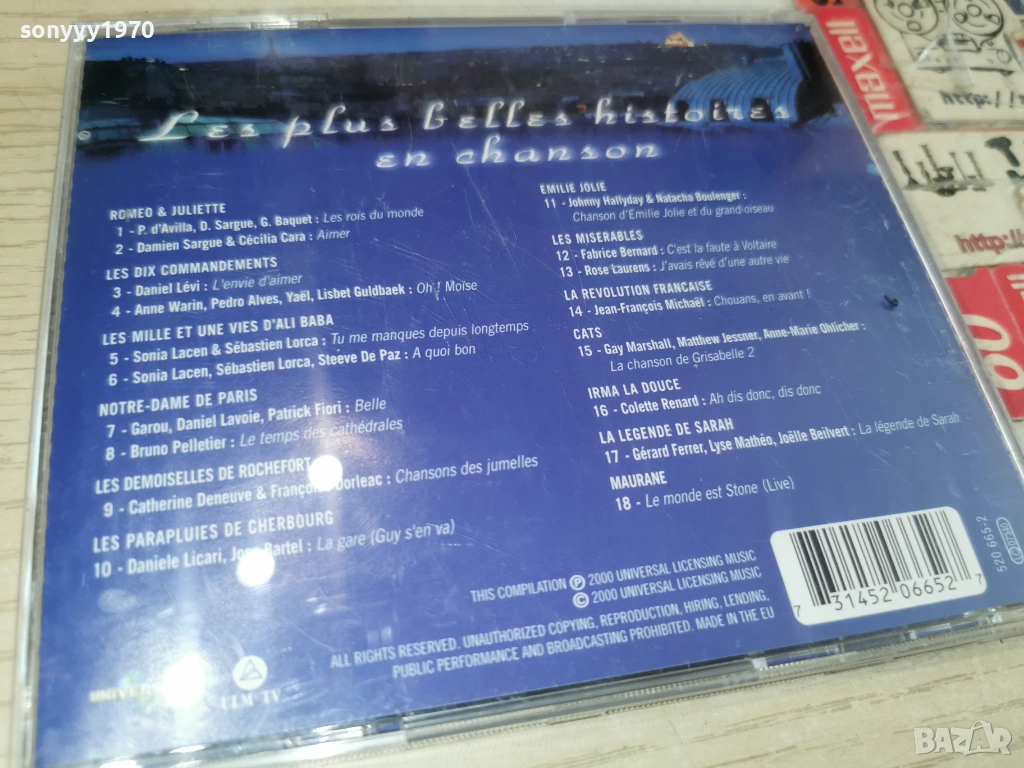 sonyyy1970
Les plus belles histoires
en chanson
ROMEO & JULIETTE
1 - P. d'Avilla, D. Sargue, G. Baquet : Les rois du monde
2 - Damien Sargue & Cécilia Cara : Aimer
LES DIX COMMANDEMENTS
3 - Daniel Lévi : L'envie d'aimer
4 - Anne Warin, Pedro Alves, Yaël, Lisbet Guldbaek : Oh ! Moïse
LES MILLE ET UNE VIES D'ALI BABA
5 - Sonia Lacen & Sébastien Lorca : Tu me manques depuis longtemps
6 - Sonia Lacen, Sébastien Lorca, Steeve De Paz : A quoi bon
NOTRE-DAME DE PARIS
7 - Garou, Daniel Lavoie, Patrick Fiori : Belle
8 - Bruno Pelletier : Le temps des cathédrales
LES DEMOISELLES DE ROCHEFORT
9 - Catherine Deneuve & Dorleac : Chansons des jumelles
LES PARAPLUIES DE CHERBOURG
10 - Daniele Licari, Bartel : La gare (Guy s'en va)
EMILIE JOLIE
11 - Johnny Hallyday & Natacha Boulenger :
Chanson d'Emilie Jolie et du grand oiseau
LES MISERABLES
12 - Fabrice Bernard : C'est la faute à Voltaire
13 - Rose Laurens : J'avais rêvé d'une autre vie
LA REVOLUTION FRANCAISE
14 - Jean-François Michaël : Chouans, en avant !
CATS
15 - Gay Marshall, Matthew Jessner, Anne-Marie Ohlicher :
La chanson de Grisabelle 2
IRMA LA DOUCE
16 - Colette Renard : Ah dis donc, dis donc
LA LEGENDE DE SARAH
17 - Gérard Ferrer, Lyse Mathéo, Joëlle Beilvert : La légende de Sarah
MAURANE
18 - Le monde est Stone (Live)
THIS COMPILATION Ⓟ 2000 UNIVERSAL LICENSING MUSIC
© 2000 UNIVERSAL LICENSING MUSIC
ALL RIGHTS RESERVED. UNAUTHORIZED COPYING, REPRODUCTION, HIRING, LENDING,
PUBLIC PERFORMANCE AND BROADCASTING PROHIBITED. MADE IN THE EU
ULM TV
7 31452 06652 7
520 665-2
maxell
http://
http://
60
BAZAR